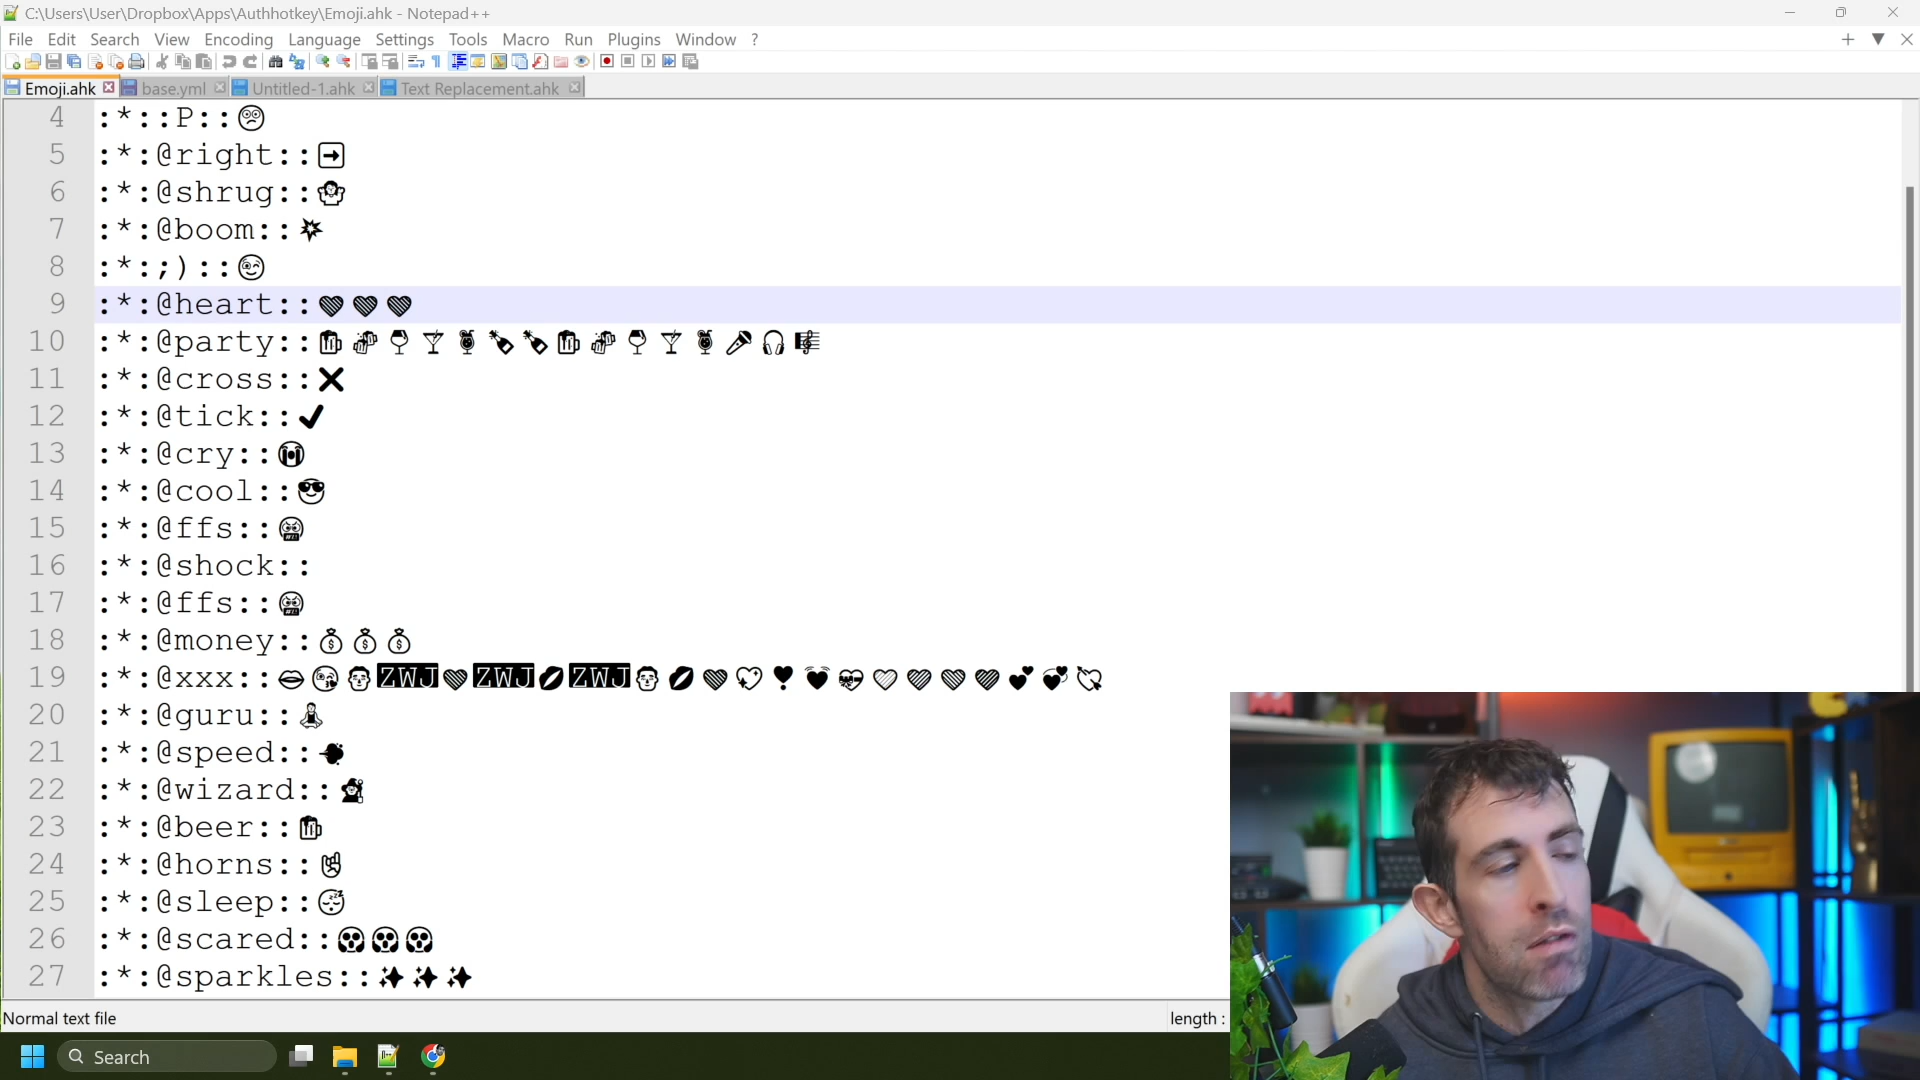 C:\Users\User\Dropbox\Apps\Authhotkey\Emoji.ahk - Notepad++
File Edit Search View Encoding Language Settings Tools Macro Run Plugins Window ?
Emoji.ahk base.yml Untitled-1.ahk Text Replacement.ahk
4 :*::P::😳
5 :*:@right::➡
6 :*:@shrug::🤷
7 :*:@boom::💥
8 :*:;)::😉
9 :*:@heart::💚💚💚
10 :*:@party::🍺🍻🍷🍸🍹🍾🍾🍺🍻🍷🍸🍹🎤🎧🎼
11 :*:@cross::❌
12 :*:@tick::✔
13 :*:@cry::😭
14 :*:@cool::😎
15 :*:@ffs::🤬
16 :*:@shock::
17 :*:@ffs::🤬
18 :*:@money::💰💰💰
19 :*:@xxx::👄😘👨ZWJ❤ZWJ💋ZWJ👨💋💚💖❣💓💝🤍💛💚💙💕💞💘
20 :*:@guru::🧘
21 :*:@speed::💨
22 :*:@wizard::🧙
23 :*:@beer::🍺
24 :*:@horns::🤘
25 :*:@sleep::😴
26 :*:@scared::😱😱😱
27 :*:@sparkles::✨✨✨
Normal text file
length :
Search